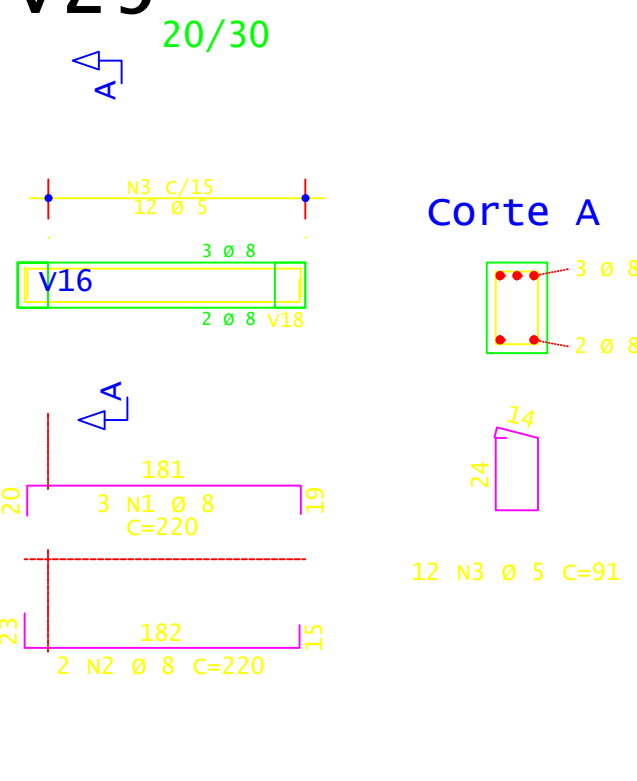 V29
20/30
A
N3 C/15
12 Ø 5
Corte A
3 Ø 8
V16
2 Ø 8
V18
3 Ø 8
2 Ø 8
A
14
24
181
20
19
3 N1 Ø 8
C=220
12 N3 Ø 5 C=91
182
23
15
2 N2 Ø 8 C=220